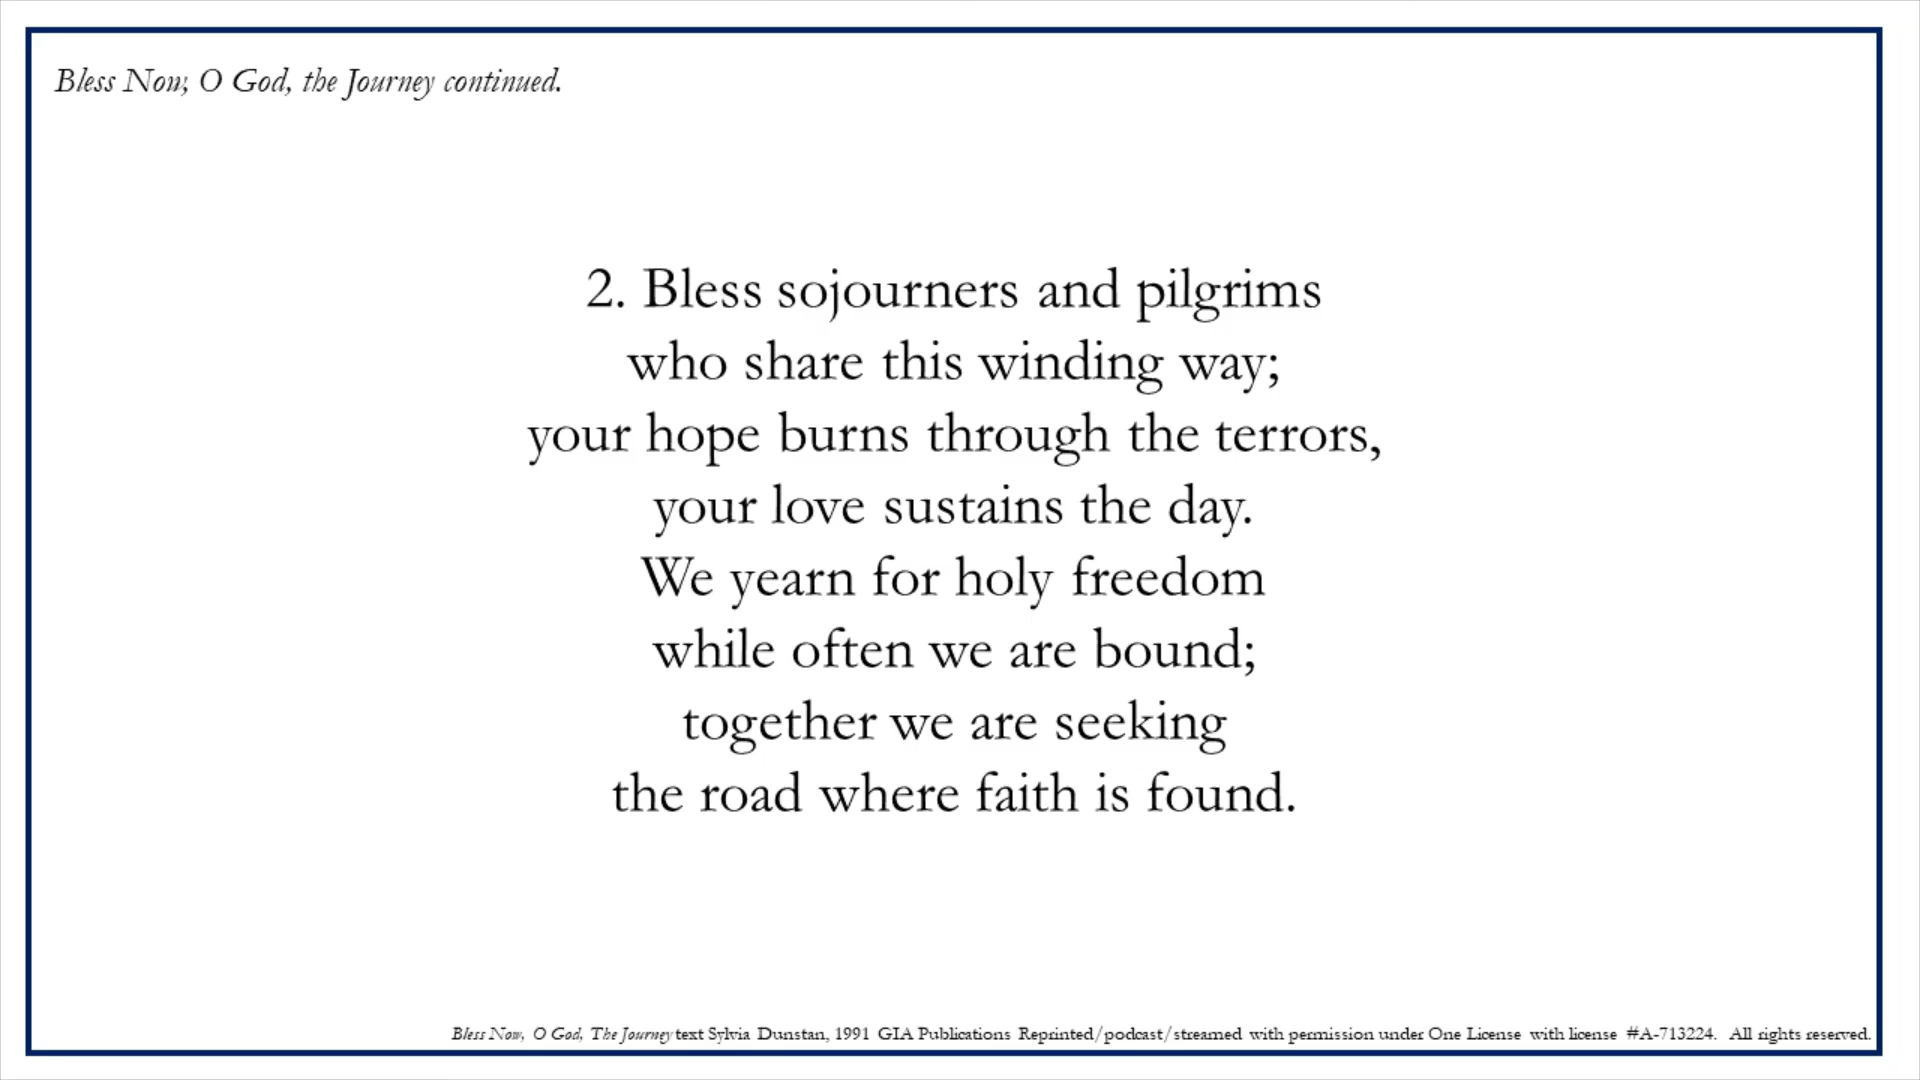 Bless Now, O God, the Journey continued.
2. Bless sojourners and pilgrims
who share this winding way;
your hope burns through the terrors,
your love sustains the day.
We yearn for holy freedom
while often we are bound;
together we are seeking
the road where faith is found.
Bless Now, O God, The Journey text Sylvia Dunstan, 1991 GIA Publications Reprinted/podcast/streamed with permission under One License with license #A-713224. All rights reserved.